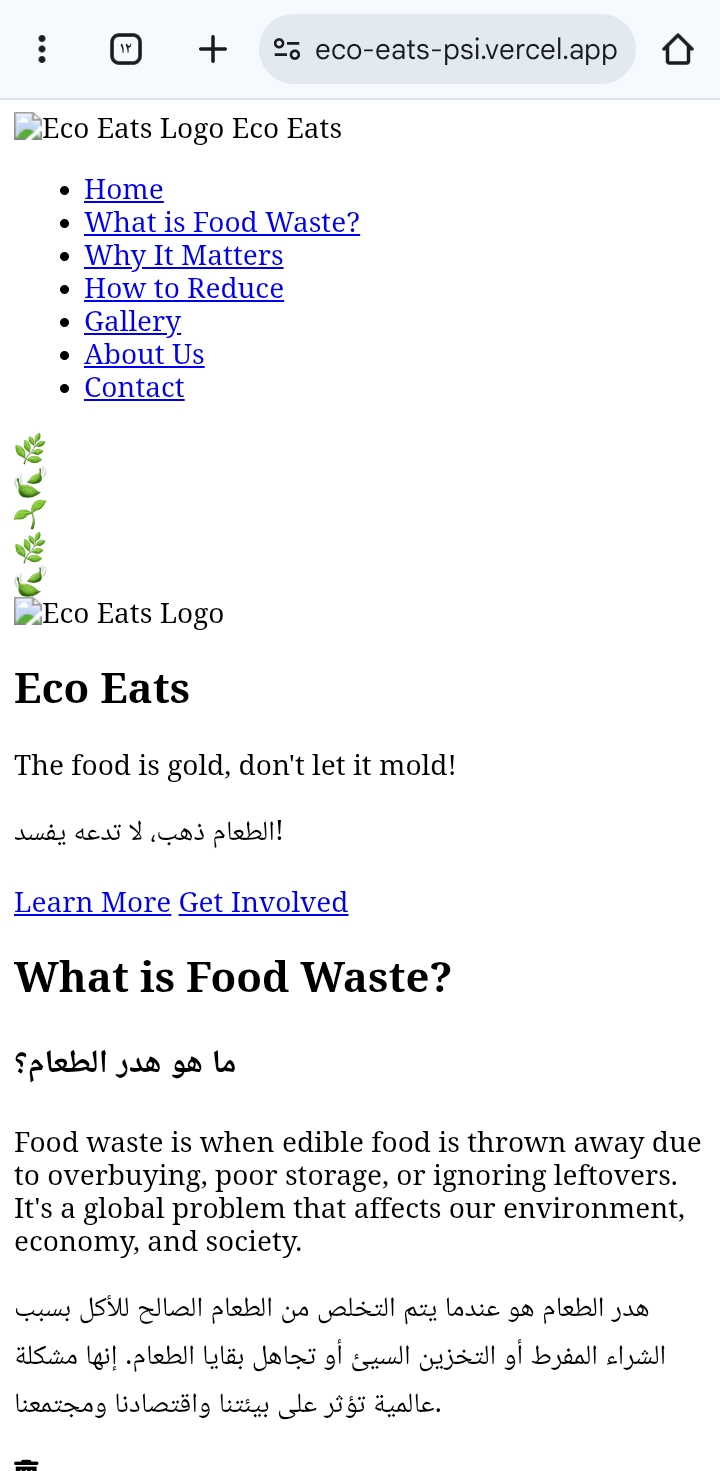 ١٢
eco-eats-psi.vercel.app
Eco Eats Logo Eco Eats
Home
What is Food Waste?
Why It Matters
How to Reduce
Gallery
About Us
Contact
Eco Eats Logo
Eco Eats
The food is gold, don't let it mold!
الطعام ذهب، لا تدعه يفسد!
Learn More Get Involved
What is Food Waste?
ما هو هدر الطعام؟
Food waste is when edible food is thrown away due
to overbuying, poor storage, or ignoring leftovers.
It's a global problem that affects our environment,
economy, and society.
هدر الطعام هو عندما يتم التخلص من الطعام الصالح للأكل بسبب
الشراء المفرط أو التخزين السيئ أو تجاهل بقايا الطعام. إنها مشكلة
عالمية تؤثر على بيئتنا واقتصادنا ومجتمعنا.